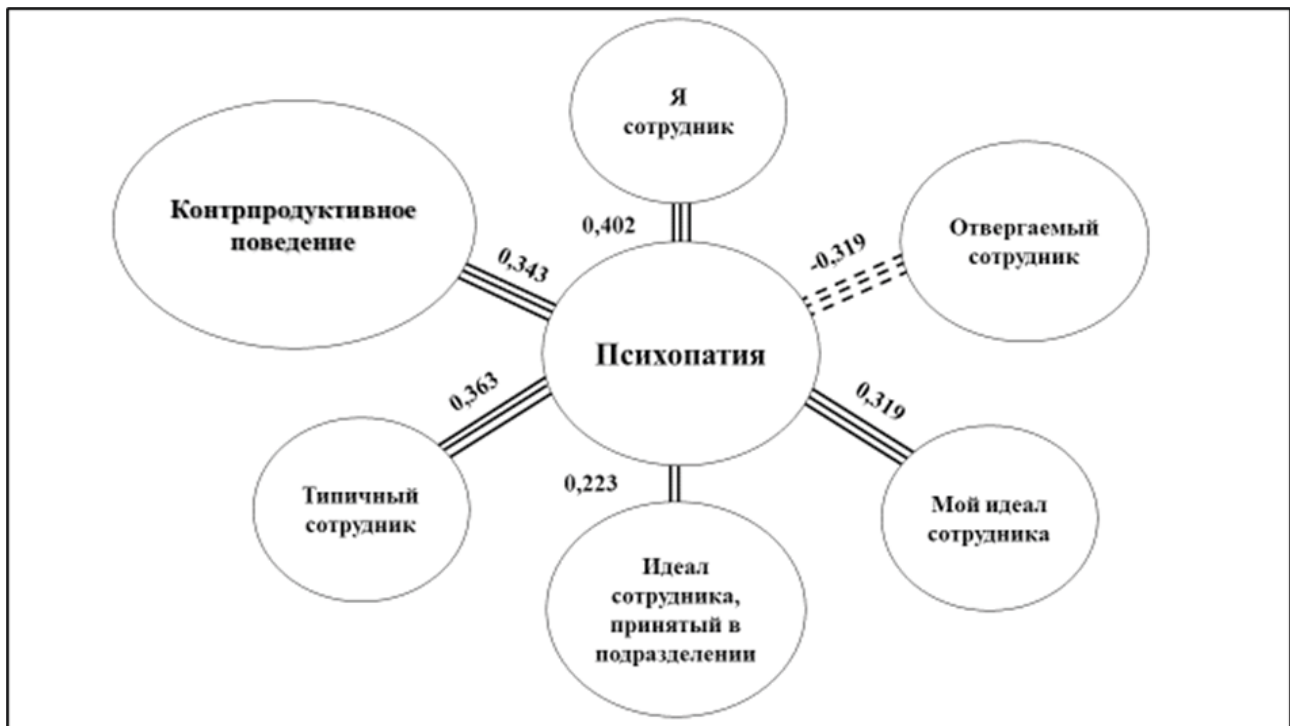 Я
сотрудник
Контрпродуктивное
поведение
0,402
Отвергаемый
сотрудник
-0,319
0,343
Психопатия
0,363
0,319
Типичный
сотрудник
0,223
Мой идеал
сотрудника
Идеал
сотрудника,
принятый в
подразделении